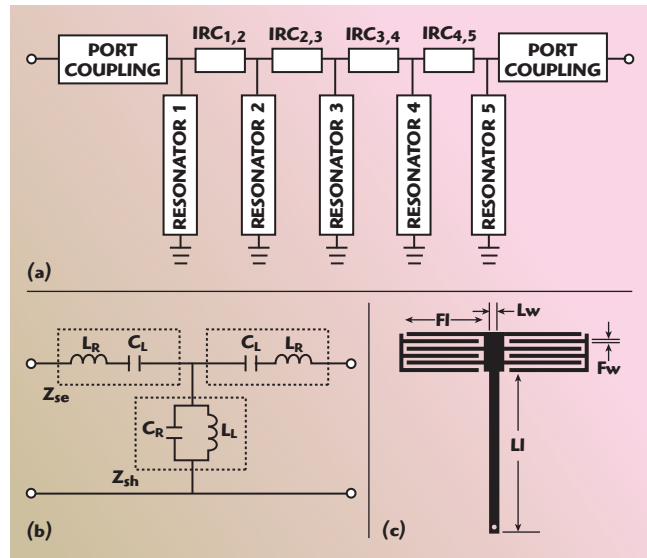 IRC1,2 IRC2,3 IRC3,4 IRC4,5
PORT
COUPLING
PORT
COUPLING
RESONATOR 1
RESONATOR 2
RESONATOR 3
RESONATOR 4
RESONATOR 5
(a)
LR CL
CL LR
Zse
CR LL
Zsh
(b)
Fl
Lw
Fw
Ll
(c)